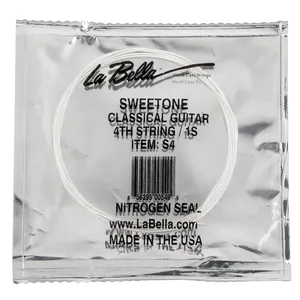 La Bella
SWEETONE
CLASSICAL GUITAR
4TH STRING / 1S
ITEM: S4
NITROGEN SEAL
www.LaBella.com
MADE IN THE USA